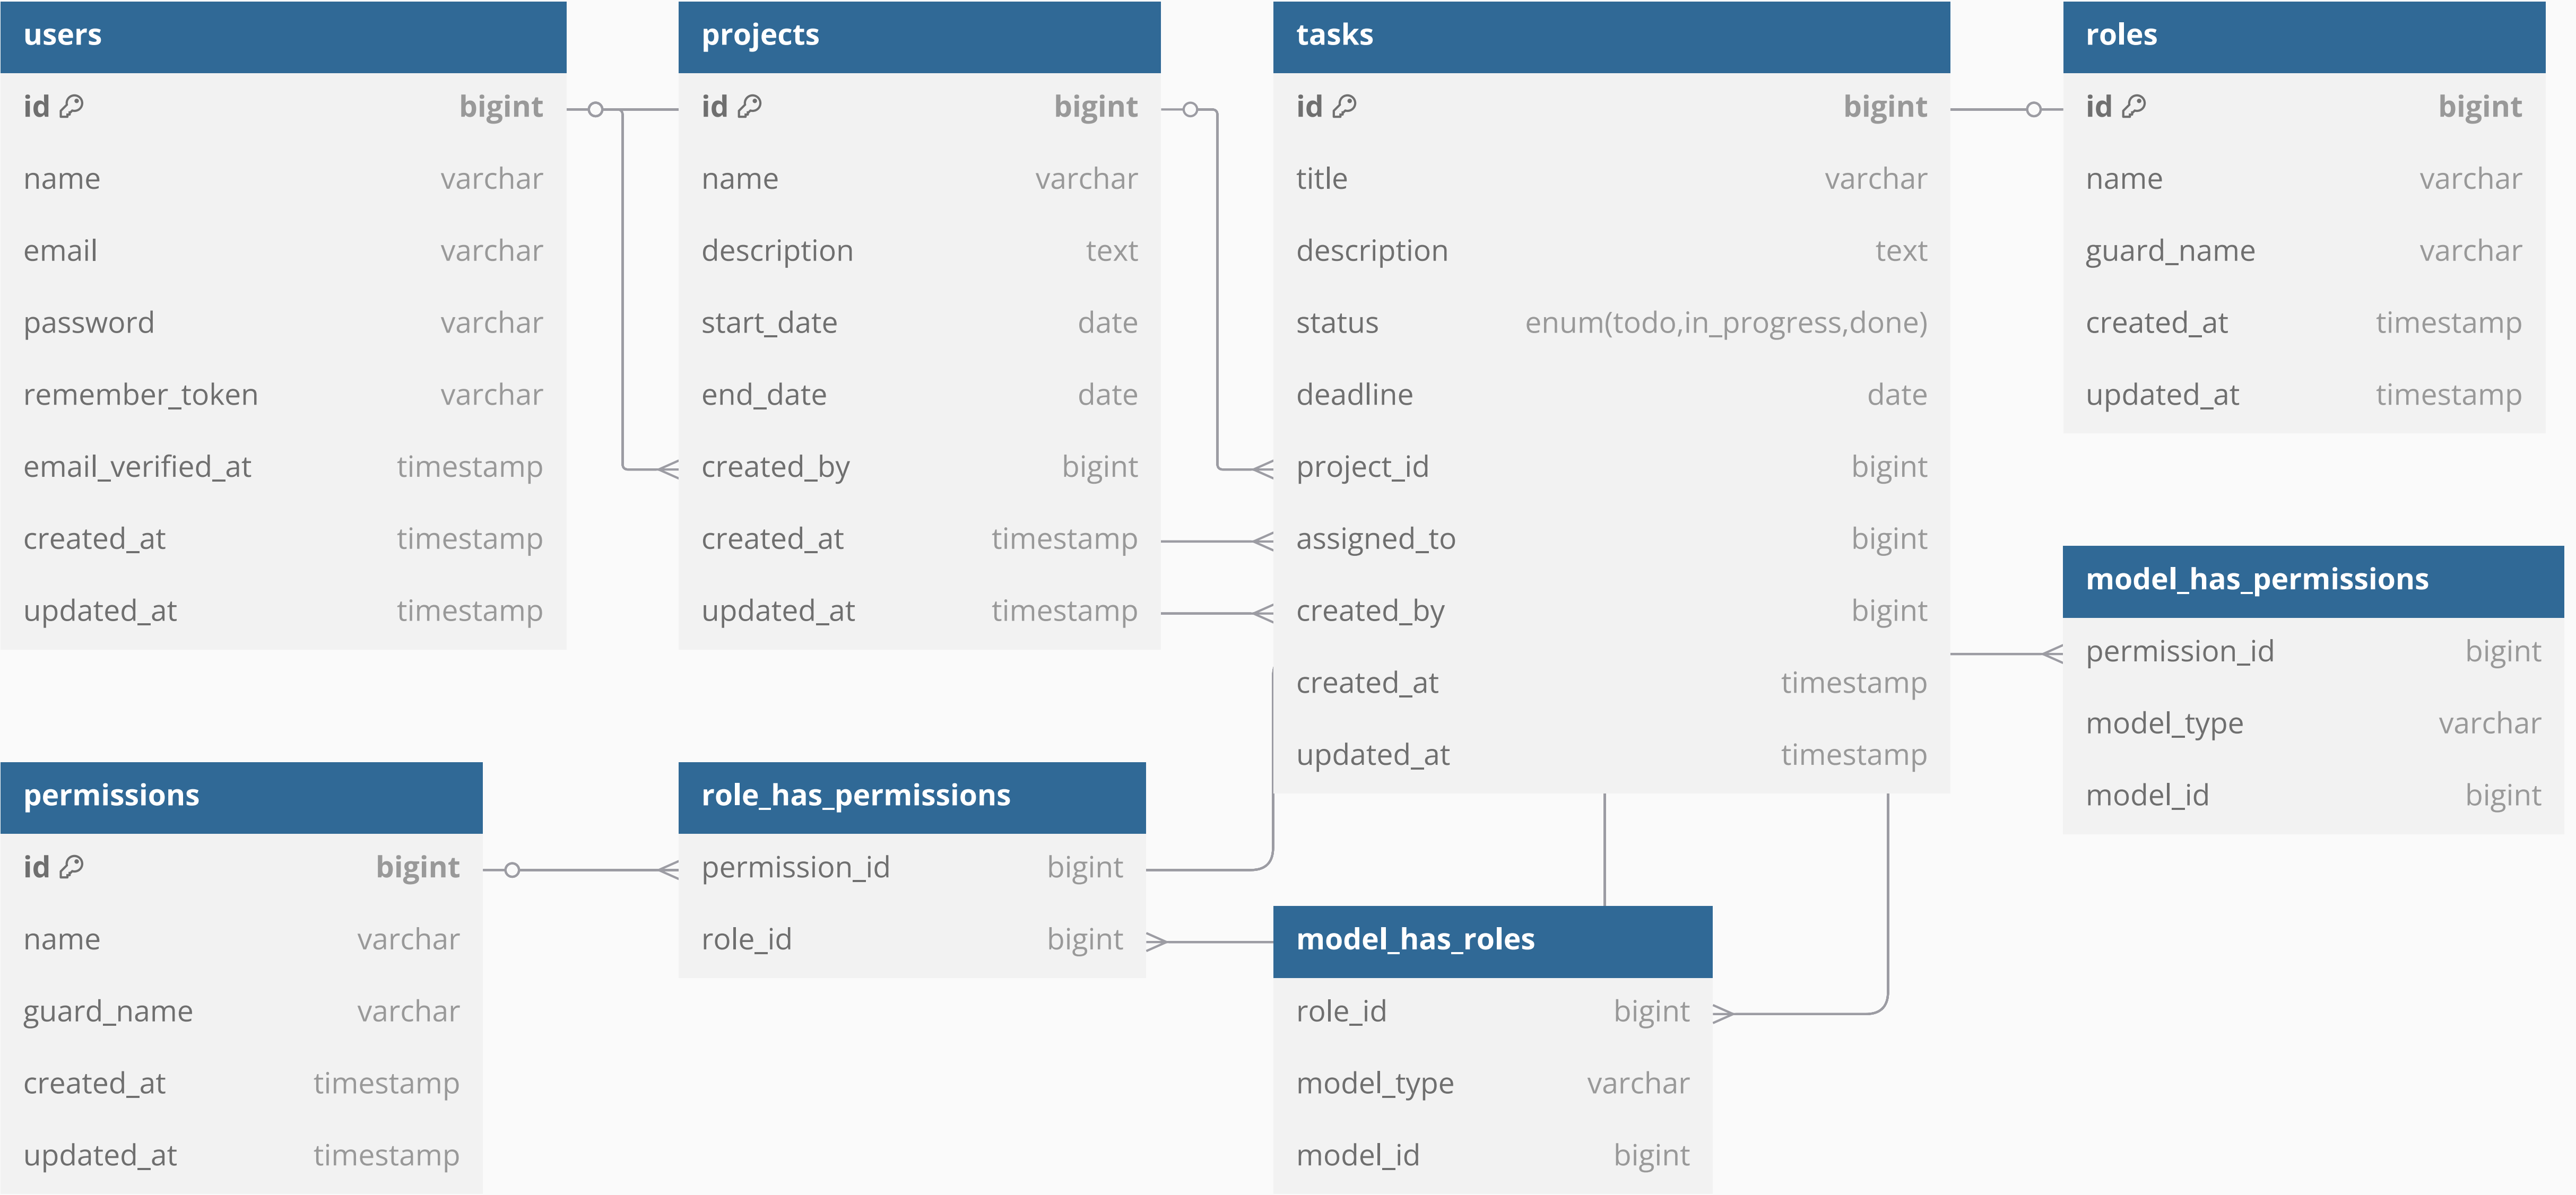 users
id bigint
name varchar
email varchar
password varchar
remember_token varchar
email_verified_at timestamp
created_at timestamp
updated_at timestamp
projects
id bigint
name varchar
description text
start_date date
end_date date
created_by bigint
created_at timestamp
updated_at timestamp
tasks
id bigint
title varchar
description text
status enum(todo,in_progress,done)
deadline date
project_id bigint
assigned_to bigint
created_by bigint
created_at timestamp
updated_at timestamp
roles
id bigint
name varchar
guard_name varchar
created_at timestamp
updated_at timestamp
model_has_permissions
permission_id bigint
model_type varchar
model_id bigint
permissions
id bigint
name varchar
guard_name varchar
created_at timestamp
updated_at timestamp
role_has_permissions
permission_id bigint
role_id bigint
model_has_roles
role_id bigint
model_type varchar
model_id bigint